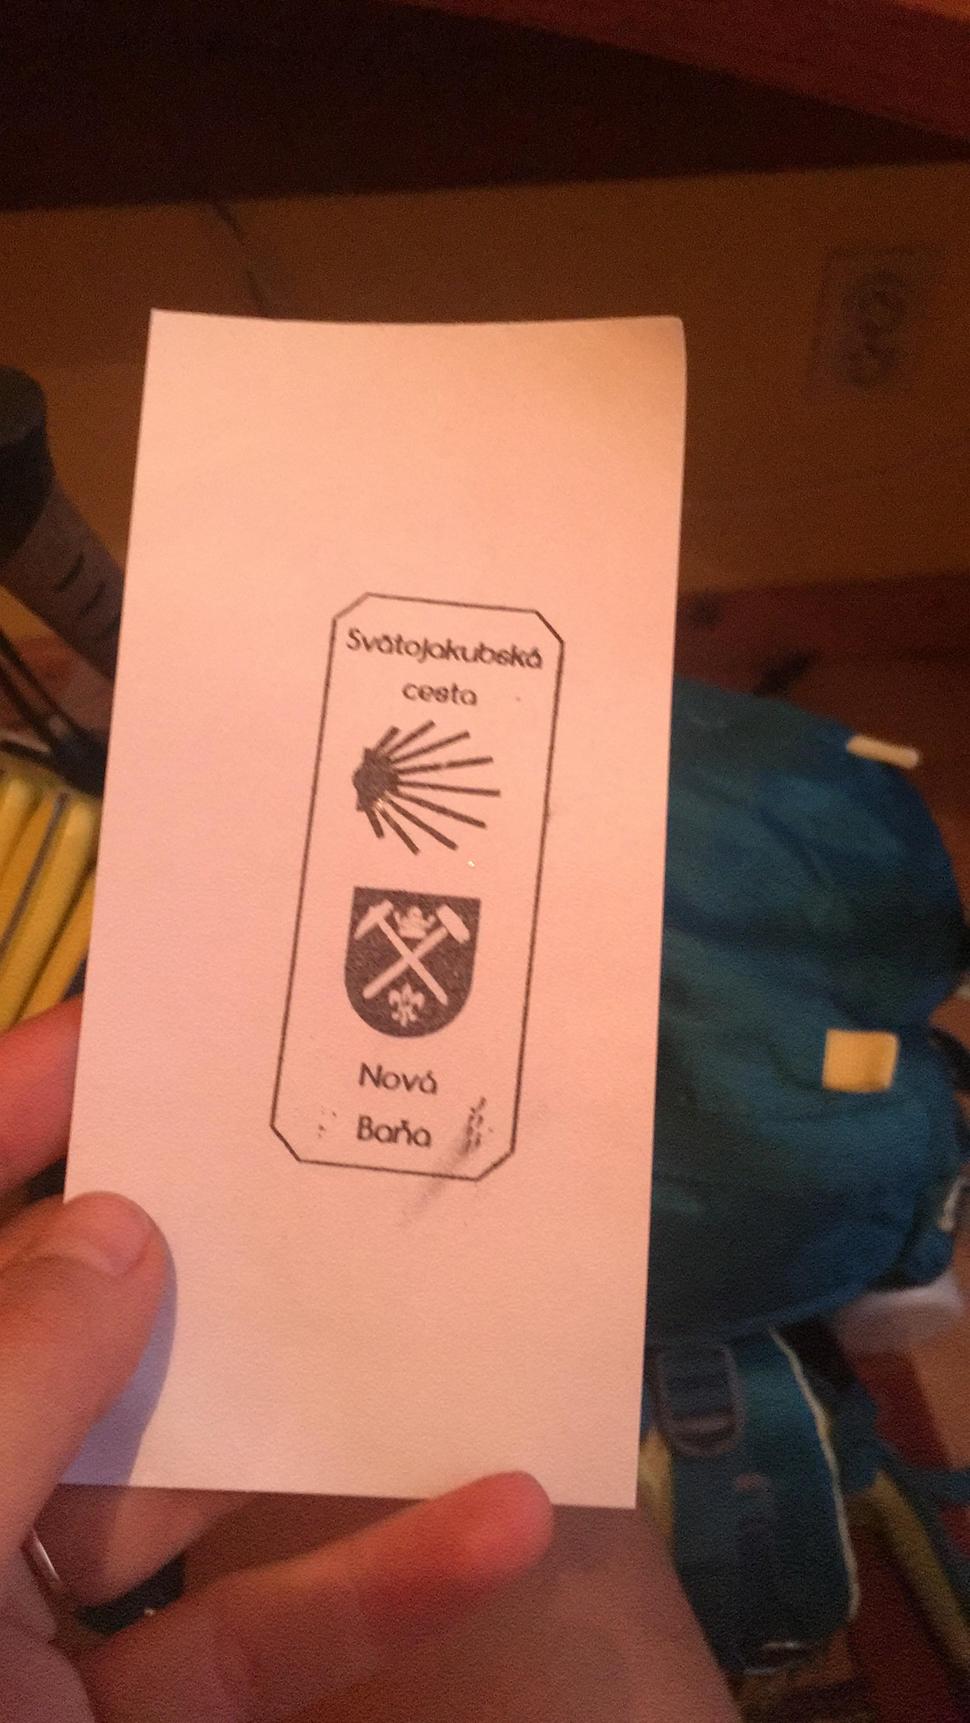 Svätojakubská
cesta
Nová
Baňa